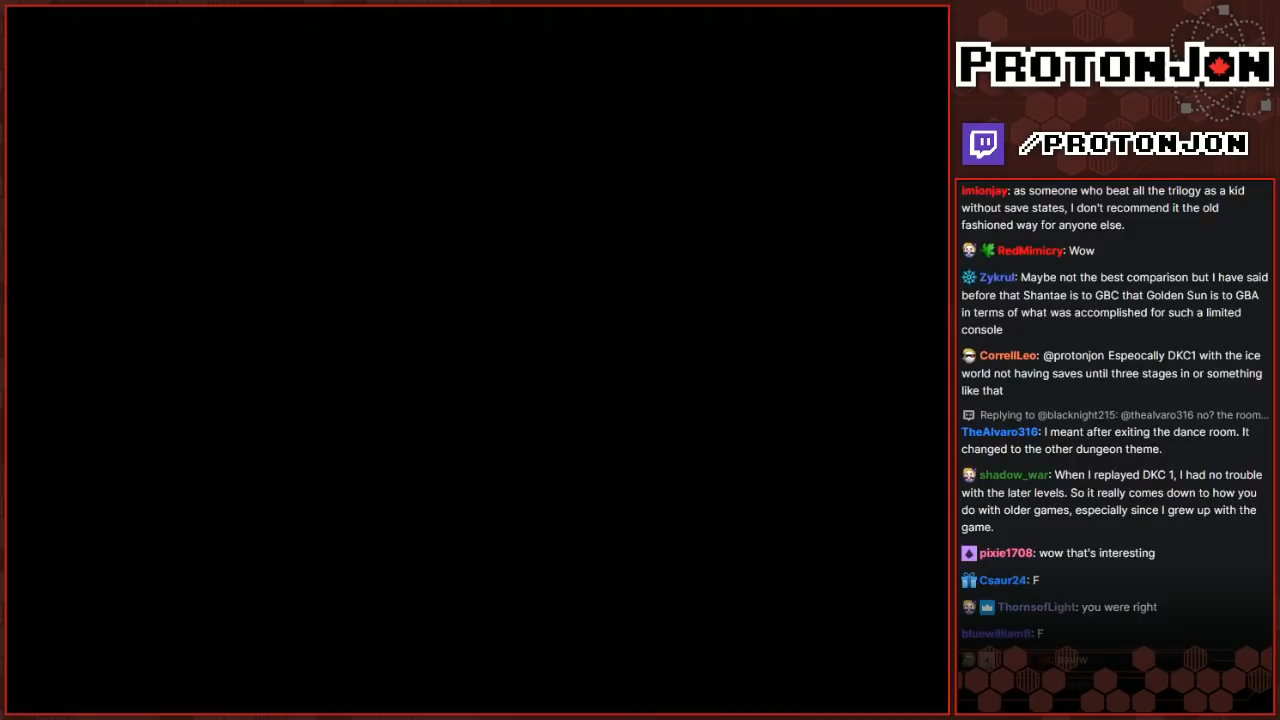 PROTONJON
/PROTONJON
imionjay: as someone who beat all the trilogy as a kid
without save states, I don't recommend it the old
fashioned way for anyone else.
RedMimicry: Wow
Zykrul: Maybe not the best comparison but I have said
before that Shantae is to GBC that Golden Sun is to GBA
in terms of what was accomplished for such a limited
console
CorreliLeo: @protonjon Espeocally DKC1 with the ice
world not having saves until three stages in or something
like that
Replying to @blacknight215: @thealvaro316 no? the room...
TheAlvaro316: I meant after exiting the dance room. It
changed to the other dungeon theme.
shadow_war: When I replayed DKC 1, I had no trouble
with the later levels. So it really comes down to how you
do with older games, especially since I grew up with the
game.
pixie1708: wow that's interesting
Csaur24: F
ThornsofLight: you were right
bluewilliam8: F